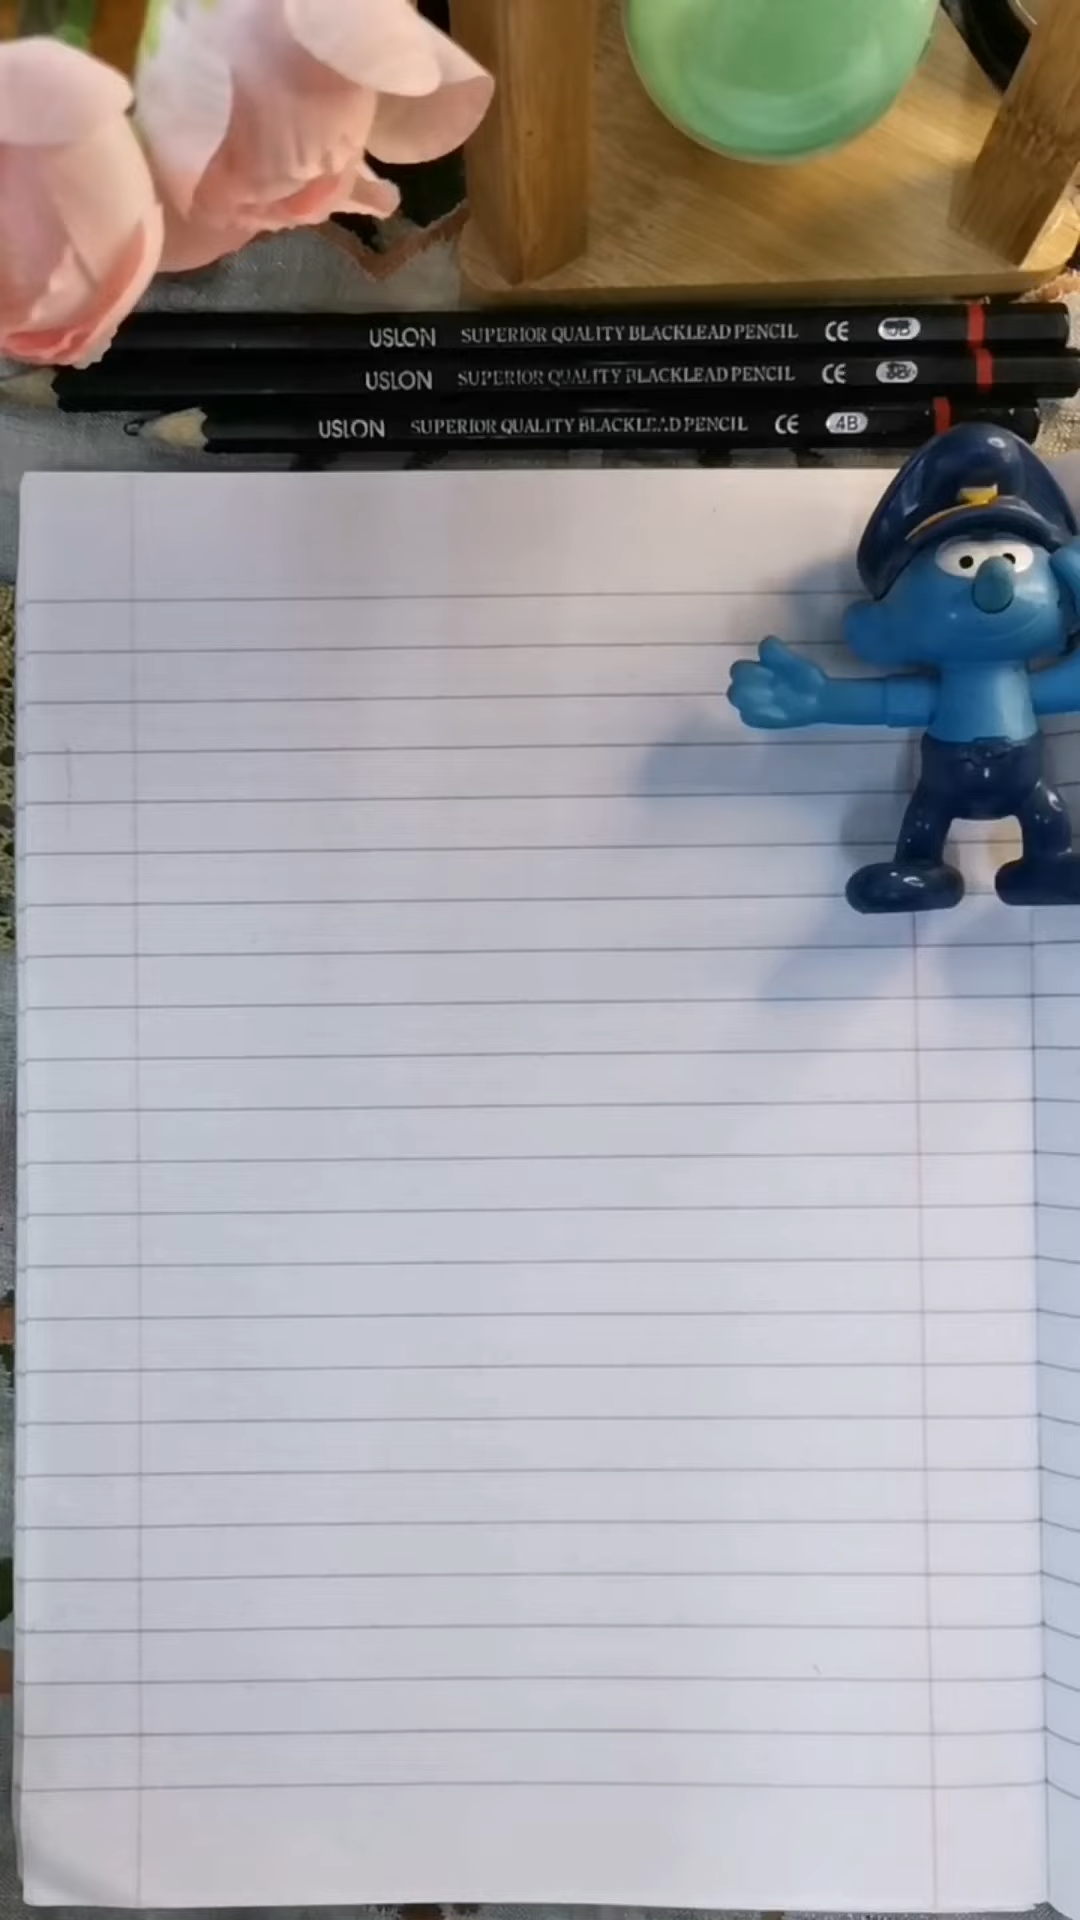 USLON SUPERIOR QUALITY BLACKLEAD PENCIL CE
USLON SUPERIOR QUALITY BLACKLEAD PENCIL CE
USLON SUPERIOR QUALITY BLACKLEAD PENCIL CE 4B